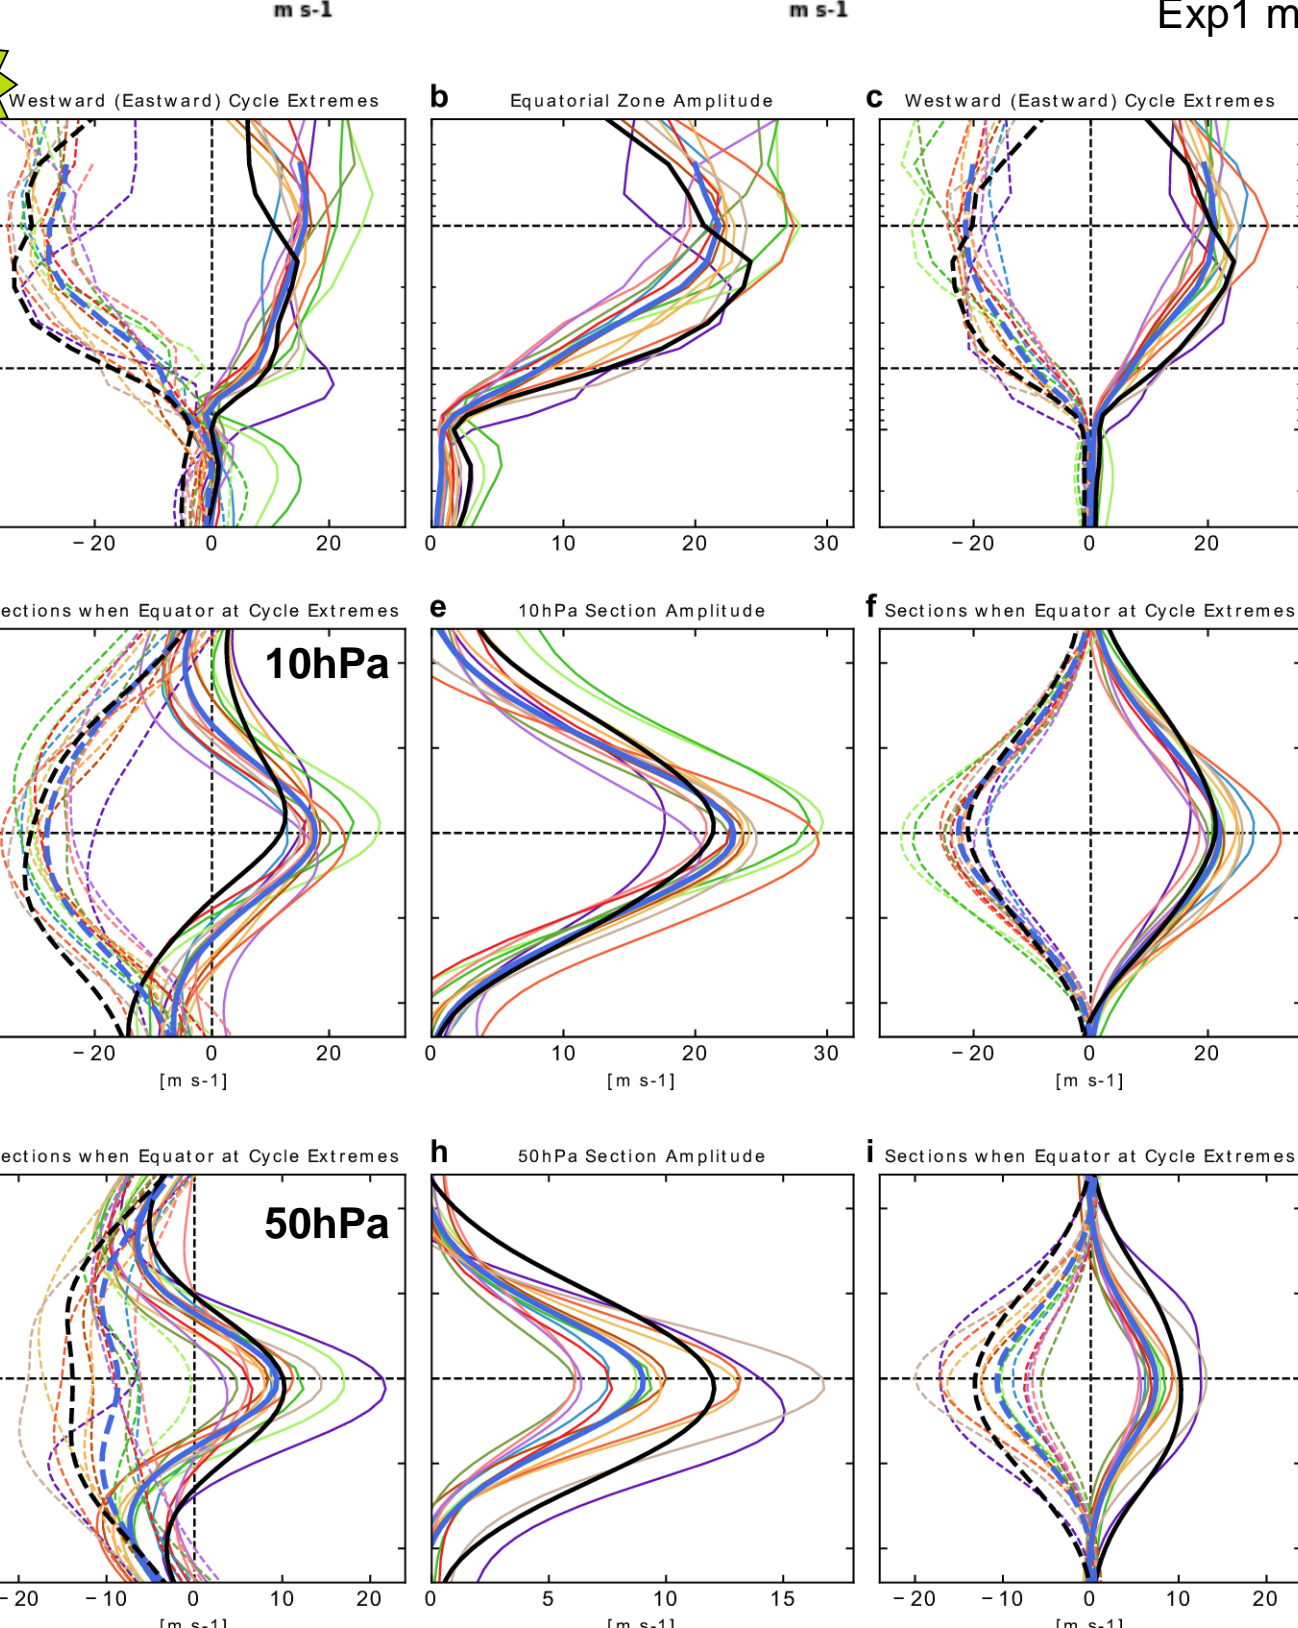 m s-1 m s-1 Exp1 m
Westward (Eastward) Cycle Extremes b Equatorial Zone Amplitude c Westward (Eastward) Cycle Extremes
−20 0 20 0 10 20 30 −20 0 20
ections when Equator at Cycle Extremes e 10hPa Section Amplitude f Sections when Equator at Cycle Extremes
10hPa
−20 0 20 0 10 20 30 −20 0 20
[m s-1] [m s-1] [m s-1]
ections when Equator at Cycle Extremes h 50hPa Section Amplitude i Sections when Equator at Cycle Extremes
50hPa
−20 −10 0 10 20 0 5 10 15 −20 −10 0 10 20
[m s-1] [m s-1] [m s-1]